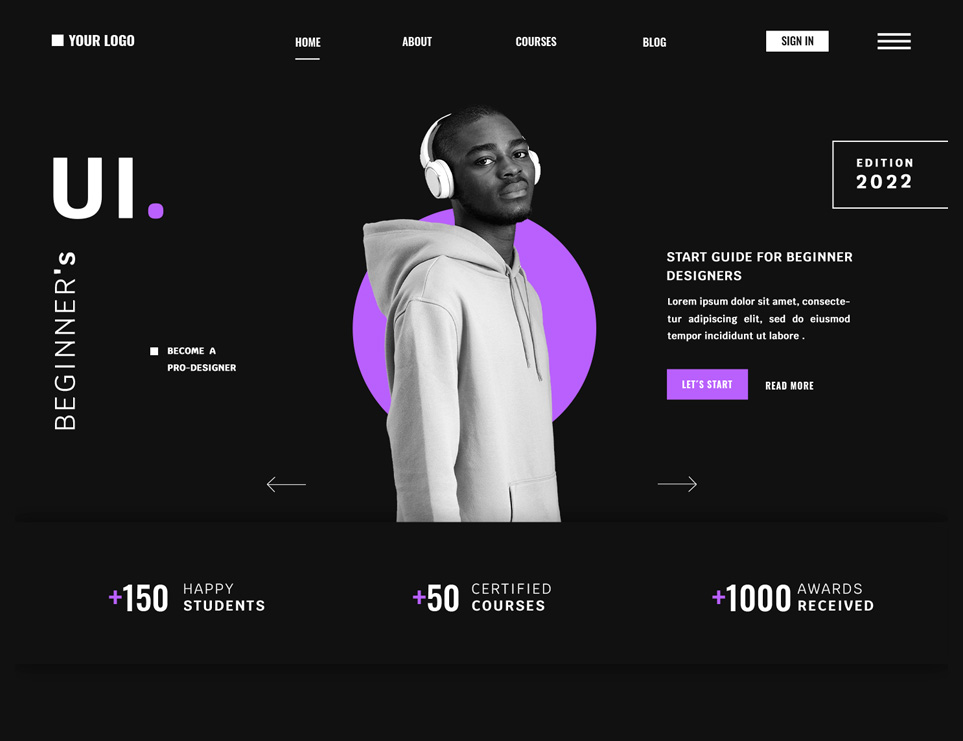 YOUR LOGO
HOME
ABOUT
COURSES
BLOG
SIGN IN
UI.
BEGINNER's
BECOME A
PRO-DESIGNER
EDITION
2022
START GUIDE FOR BEGINNER
DESIGNERS
Lorem ipsum dolor sit amet, consecte-
tur adipiscing elit, sed do eiusmod
tempor incididunt ut labore .
LET'S START
READ MORE
+150
HAPPY
STUDENTS
+50
CERTIFIED
COURSES
+1000
AWARDS
RECEIVED